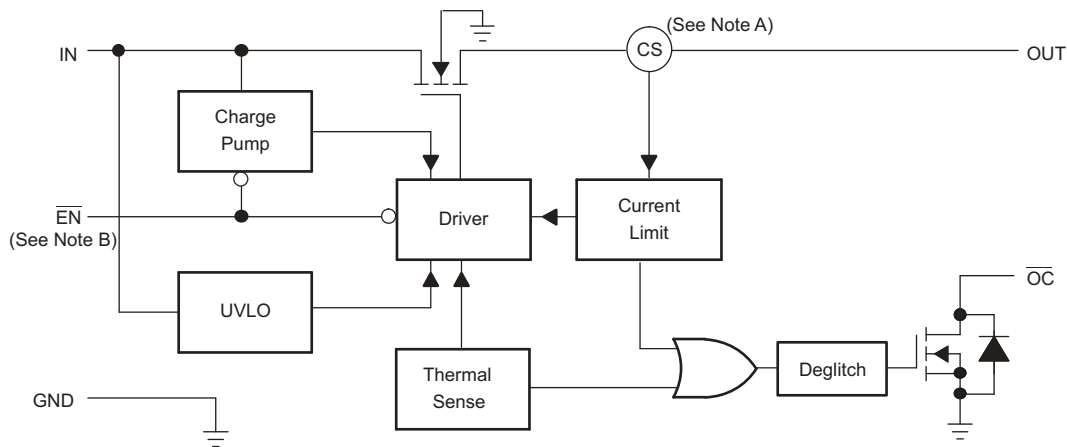 (See Note A)
IN
CS
OUT
Charge
Pump
EN
(See Note B)
Driver
Current
Limit
OC
UVLO
Thermal
Sense
Deglitch
GND